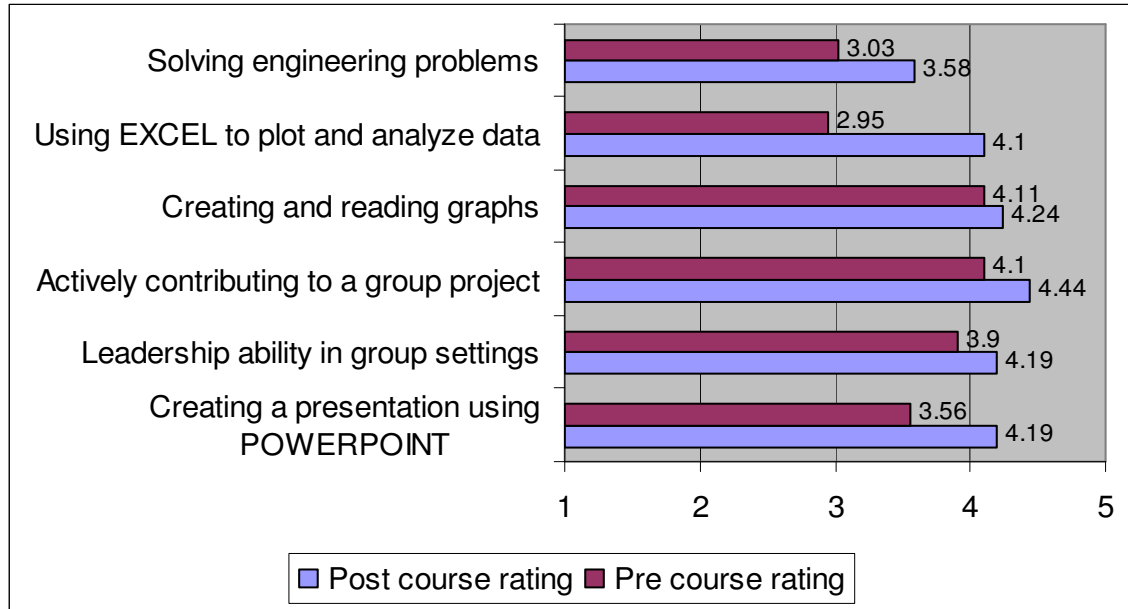 Solving engineering problems
3.03
3.58
Using EXCEL to plot and analyze data
2.95
4.1
Creating and reading graphs
4.11
4.24
Actively contributing to a group project
4.1
4.44
Leadership ability in group settings
3.9
4.19
Creating a presentation using
POWERPOINT
3.56
4.19
1 2 3 4 5
Post course rating Pre course rating